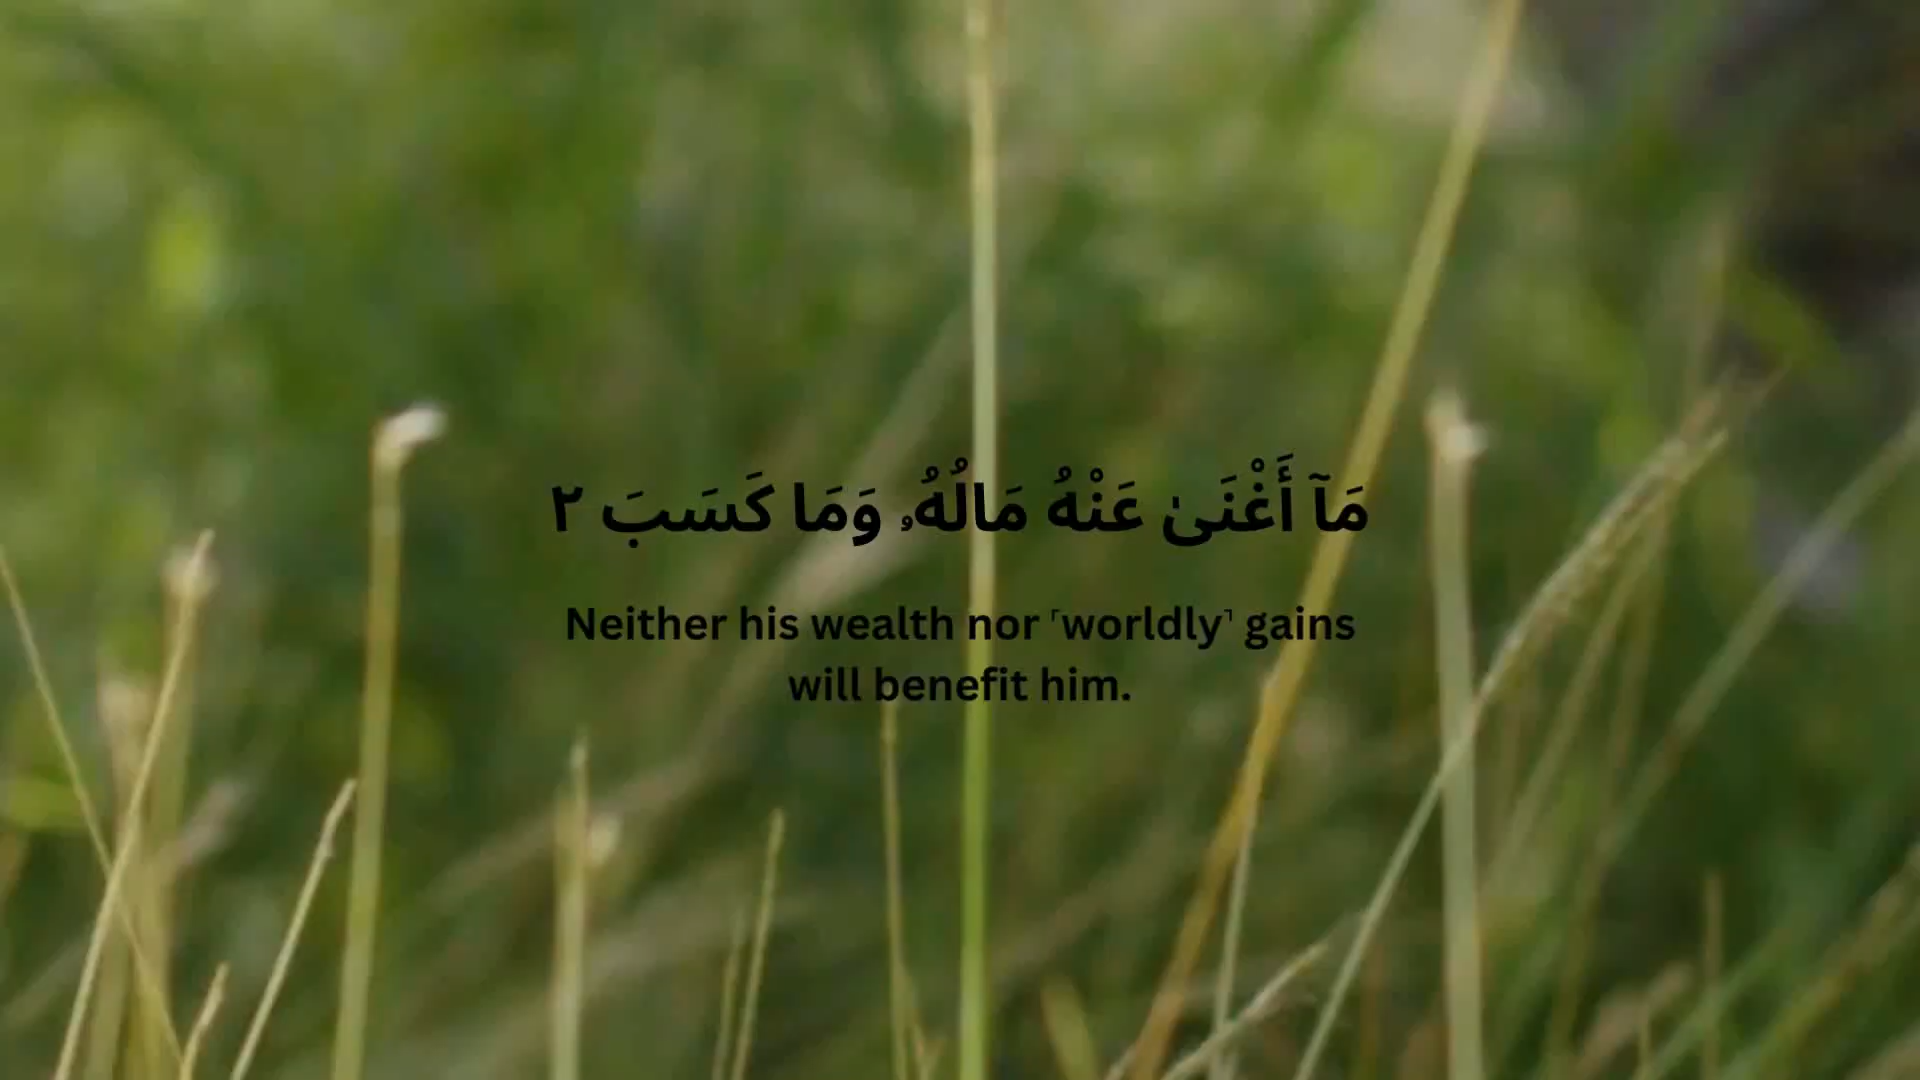 مَآ أَغْنَىٰ عَنْهُ مَالُهُۥ وَمَا كَسَبَ ٢
Neither his wealth nor ˹worldly˺ gains
will benefit him.